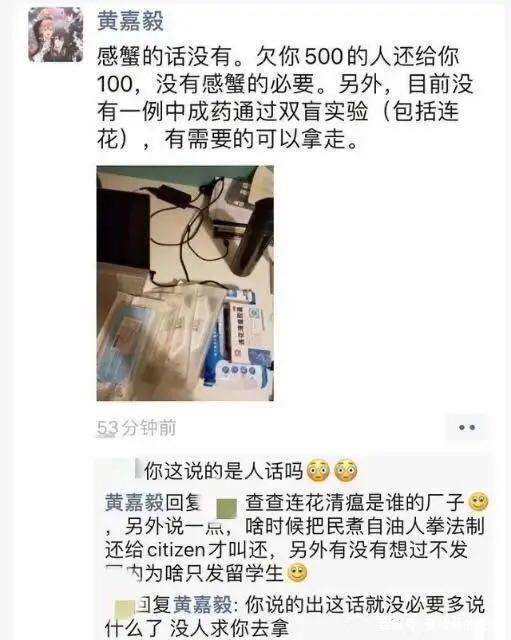 黄嘉毅
感蟹的话没有。欠你500的人还给你
100，没有感蟹的必要。另外，目前没
有一例中成药通过双盲实验（包括连
花），有需要的可以拿走。
连花清瘟胶囊
53分钟前
你这说的是人话吗😳😳
黄嘉毅回复 查查连花清瘟是谁的厂子🙂
，另外说一点，啥时候把民煮自油人拳法制
还给citizen才叫还，另外有没有想过不发
国内为啥只发留学生🙂
回复黄嘉毅: 你说的出这话就没必要多说
什么了 没人求你去拿